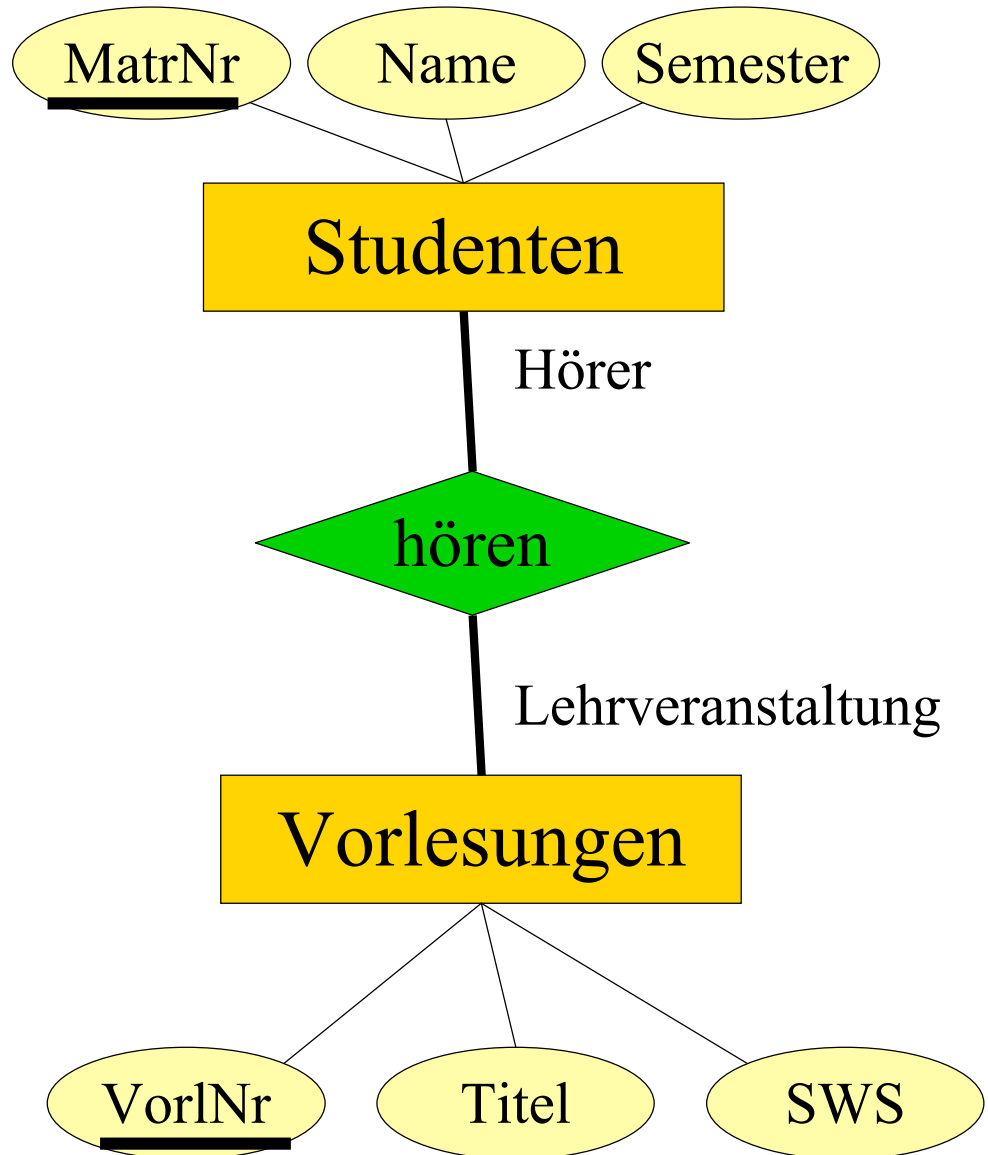 MatrNr Name Semester
Studenten
Hörer
hören
Lehrveranstaltung
Vorlesungen
VorlNr Titel SWS